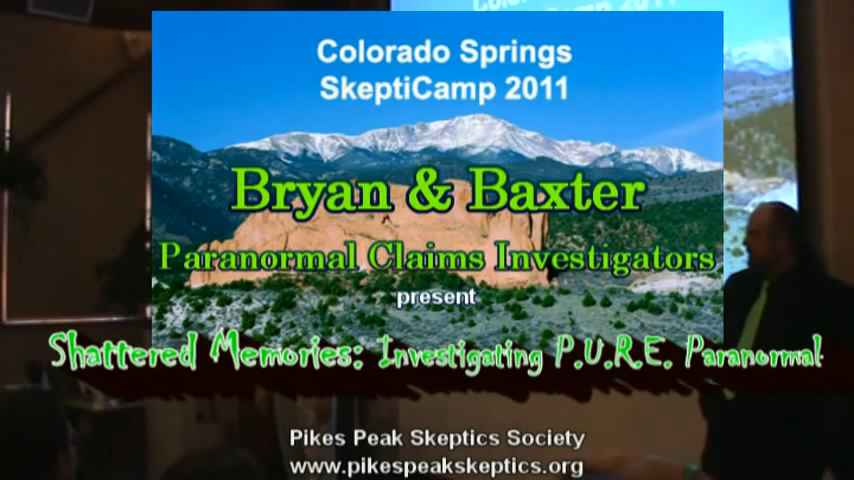 Colorado Springs
SkeptiCamp 2011
Bryan & Baxter
Paranormal Claims Investigators
present
Shattered Memories: Investigating P.U.R.E. Paranormal
Pikes Peak Skeptics Society
www.pikespeakskeptics.org